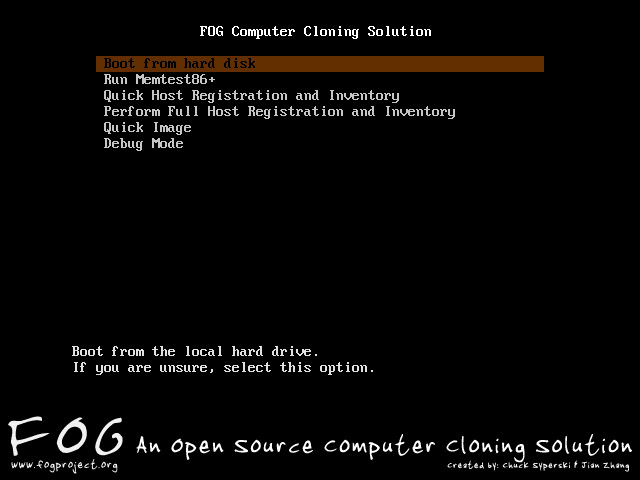 FOG Computer Cloning Solution
Boot from hard disk
Run Memtest86+
Quick Host Registration and Inventory
Perform Full Host Registration and Inventory
Quick Image
Debug Mode
Boot from the local hard drive.
If you are unsure, select this option.
FOG An Open Source Computer Cloning Solution
www.fogproject.org
Created by: Chuck Syperski & Jian Zhang